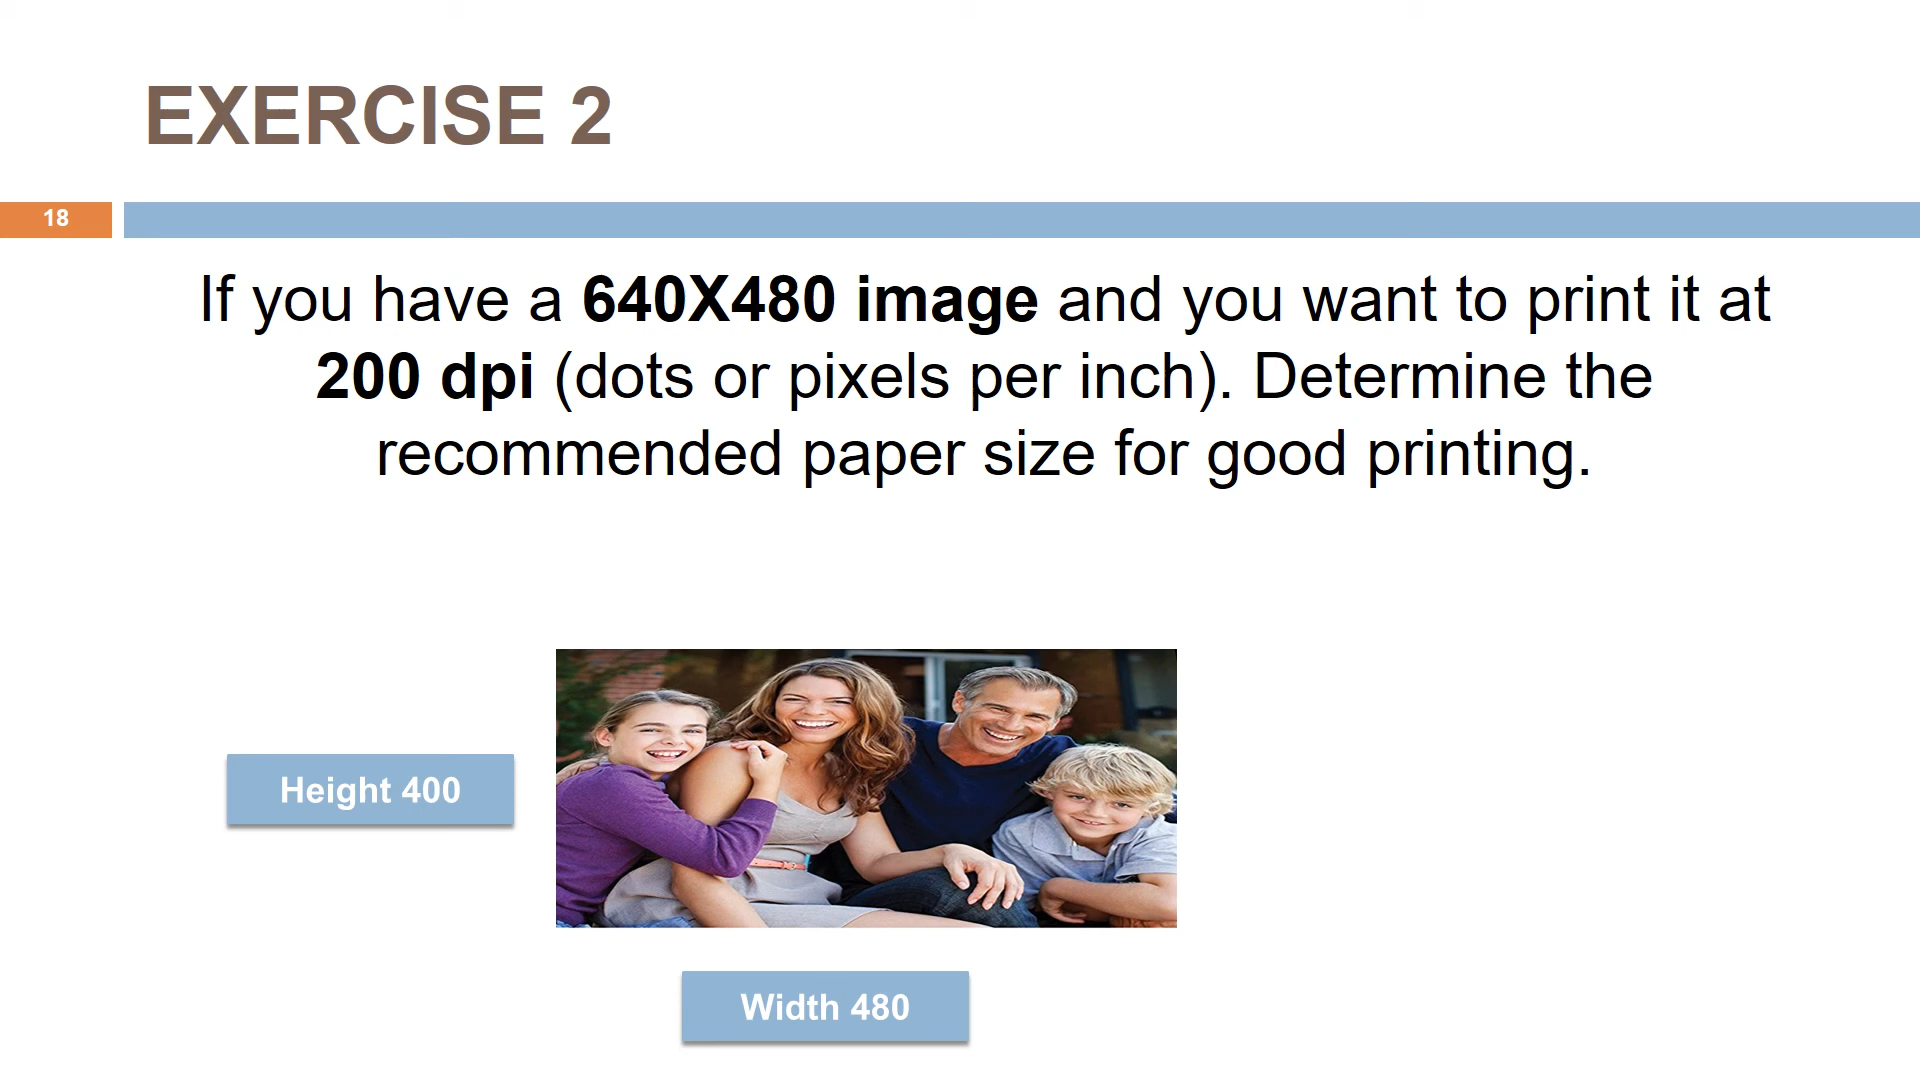 EXERCISE 2
18
If you have a 640X480 image and you want to print it at
200 dpi (dots or pixels per inch). Determine the
recommended paper size for good printing.
Height 400
Width 480